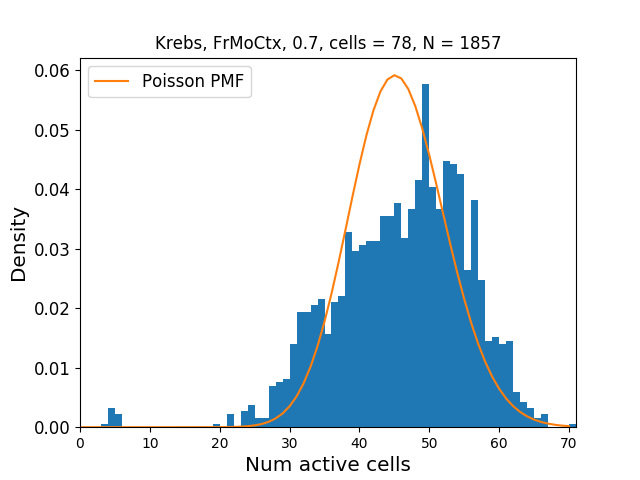 Krebs, FrMoCtx, 0.7, cells = 78, N = 1857
Poisson PMF
Density
0.06
0.05
0.04
0.03
0.02
0.01
0.00
0 10 20 30 40 50 60 70
Num active cells